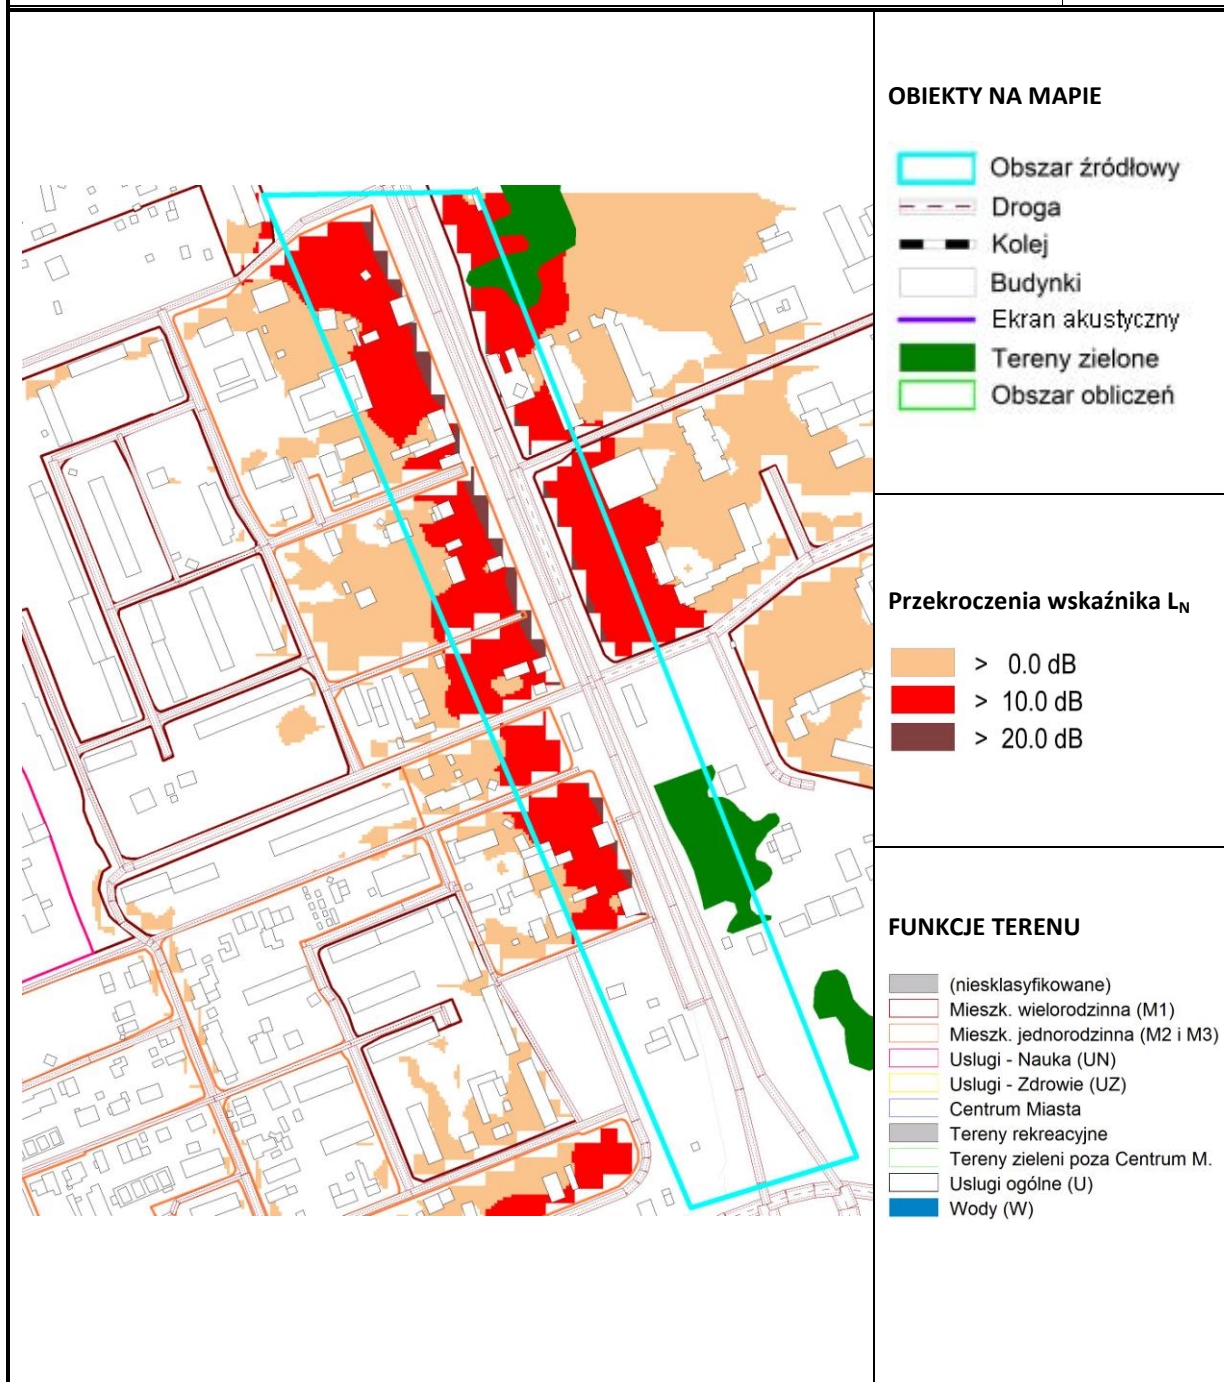 OBIEKTY NA MAPIE
Obszar źródłowy
Droga
Kolej
Budynki
Ekran akustyczny
Tereny zielone
Obszar obliczeń
Przekroczenia wskaźnika LN
> 0.0 dB
> 10.0 dB
> 20.0 dB
FUNKCJE TERENU
(niesklasyfikowane)
Mieszk. wielorodzinna (M1)
Mieszk. jednorodzinna (M2 i M3)
Uslugi - Nauka (UN)
Uslugi - Zdrowie (UZ)
Centrum Miasta
Tereny rekreacyjne
Tereny zieleni poza Centrum M.
Uslugi ogólne (U)
Wody (W)